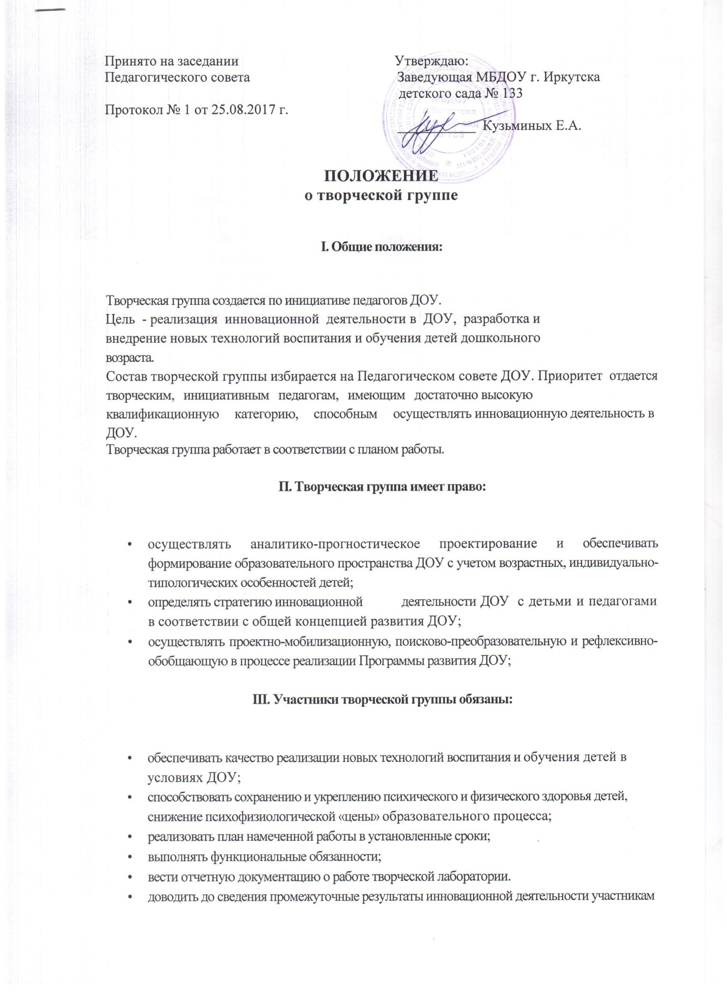 Принято на заседании
Утверждаю:
Педагогического совета
Заведующая МБДОУ г. Иркутска
детского сада № 133
Протокол № 1 от 25.08.2017 г.
Кузьминых Е.А.
ПОЛОЖЕНИЕ
о творческой группе
I. Общие положения:
Творческая группа создается по инициативе педагогов ДОУ.
Цель - реализация инновационной деятельности в ДОУ, разработка и
внедрение новых технологий воспитания и обучения детей дошкольного
возраста.
Состав творческой группы избирается на Педагогическом совете ДОУ. Приоритет отдается
творческим, инициативным педагогам, имеющим достаточно высокую
квалификационную категорию, способным осуществлять инновационную деятельность в
ДОУ.
Творческая группа работает в соответствии с планом работы.
П. Творческая группа имеет право:
• осуществлять аналитико-прогностическое проектирование и обеспечивать
формирование образовательного пространства ДОУ с учетом возрастных, индивидуально-
типологических особенностей детей;
• определять стратегию инновационной деятельности ДОУ с детьми и педагогами
в соответствии с общей концепцией развития ДОУ;
• осуществлять проектно-мобилизационную, поисково-преобразовательную и рефлексивно-
обобщающую в процессе реализации Программы развития ДОУ;
Ш. Участники творческой группы обязаны:
• обеспечивать качество реализации новых технологий воспитания и обучения детей в
условиях ДОУ;
• способствовать сохранению и укреплению психического и физического здоровья детей,
снижение психофизиологической «цены» образовательного процесса;
• реализовать план намеченной работы в установленные сроки;
• выполнять функциональные обязанности;
• вести отчетную документацию о работе творческой лаборатории.
• доводить до сведения промежуточные результаты инновационной деятельности участникам